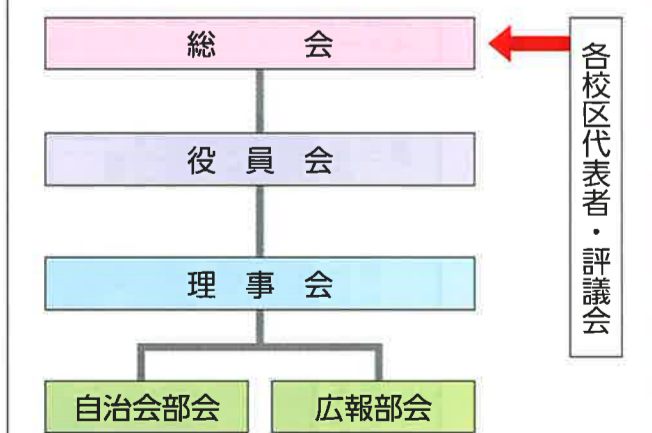 総会
役員会
理事会
自治会部会
広報部会
各校区代表者・評議会